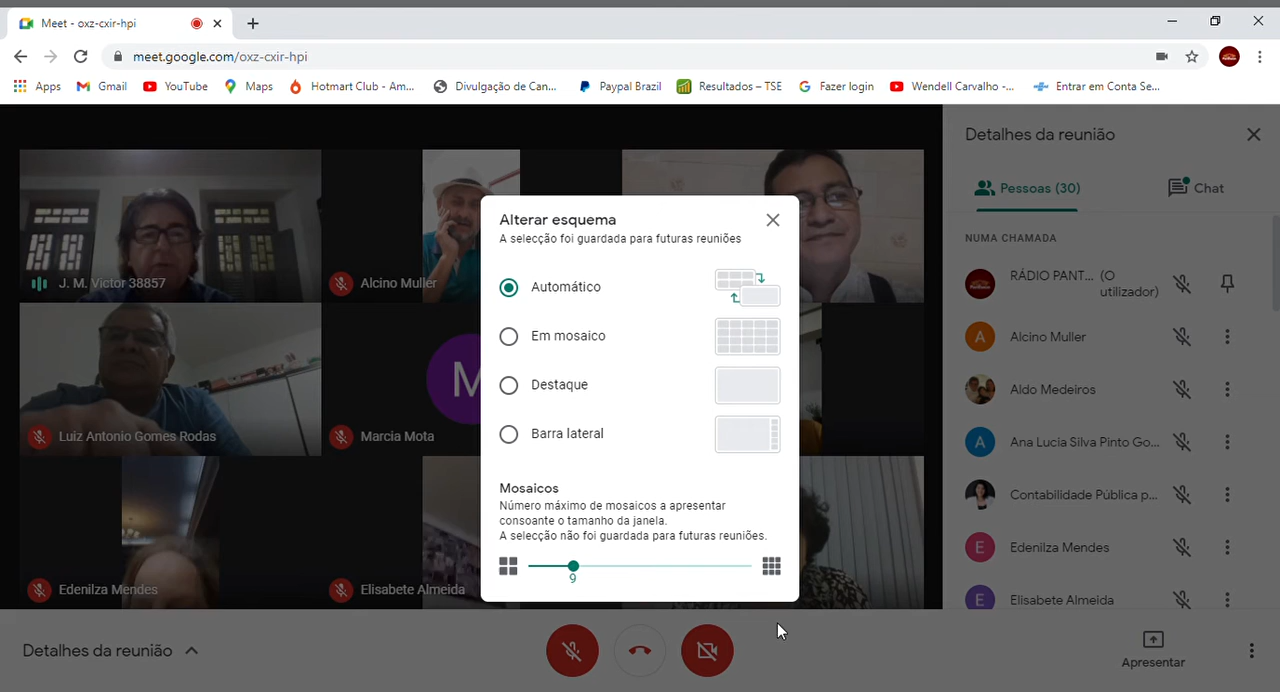 Meet - oxz-cxir-hpi
meet.google.com/oxz-cxir-hpi
Apps Gmail YouTube Maps Hotmart Club - Am... Divulgação de Can... Paypal Brazil Resultados – TSE Fazer login Wendell Carvalho -... Entrar em Conta Se...
J. M. Victor 38857
Alcino Muller
Luiz Antonio Gomes Rodas
M
Marcia Mota
Edenilza Mendes
Elisabete Almeida
Alterar esquema
A selecção foi guardada para futuras reuniões
Automático
Em mosaico
Destaque
Barra lateral
Mosaicos
Número máximo de mosaicos a apresentar
consoante o tamanho da janela.
A selecção não foi guardada para futuras reuniões.
9
Detalhes da reunião
Pessoas (30) Chat
NUMA CHAMADA
RÁDIO PANT... (O
utilizador)
A Alcino Muller
Aldo Medeiros
A Ana Lucia Silva Pinto Go...
Contabilidade Pública p...
E Edenilza Mendes
E Elisabete Almeida
Detalhes da reunião
Apresentar